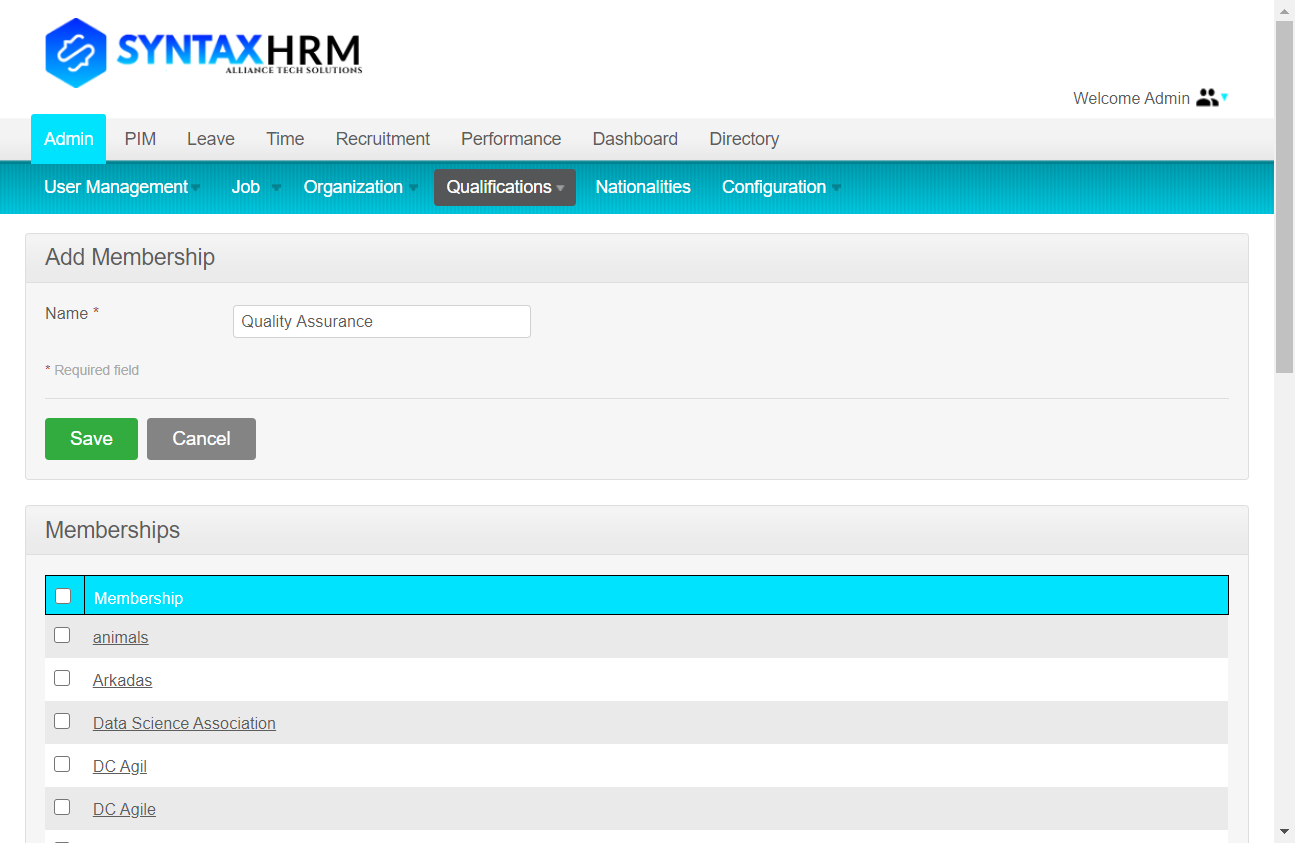 SYNTAXHRM
ALLIANCE TECH SOLUTIONS
Welcome Admin
Admin PIM Leave Time Recruitment Performance Dashboard Directory
User Management Job Organization Qualifications Nationalities Configuration
Add Membership
Name *
Quality Assurance
* Required field
Save Cancel
Memberships
Membership
animals
Arkadas
Data Science Association
DC Agil
DC Agile